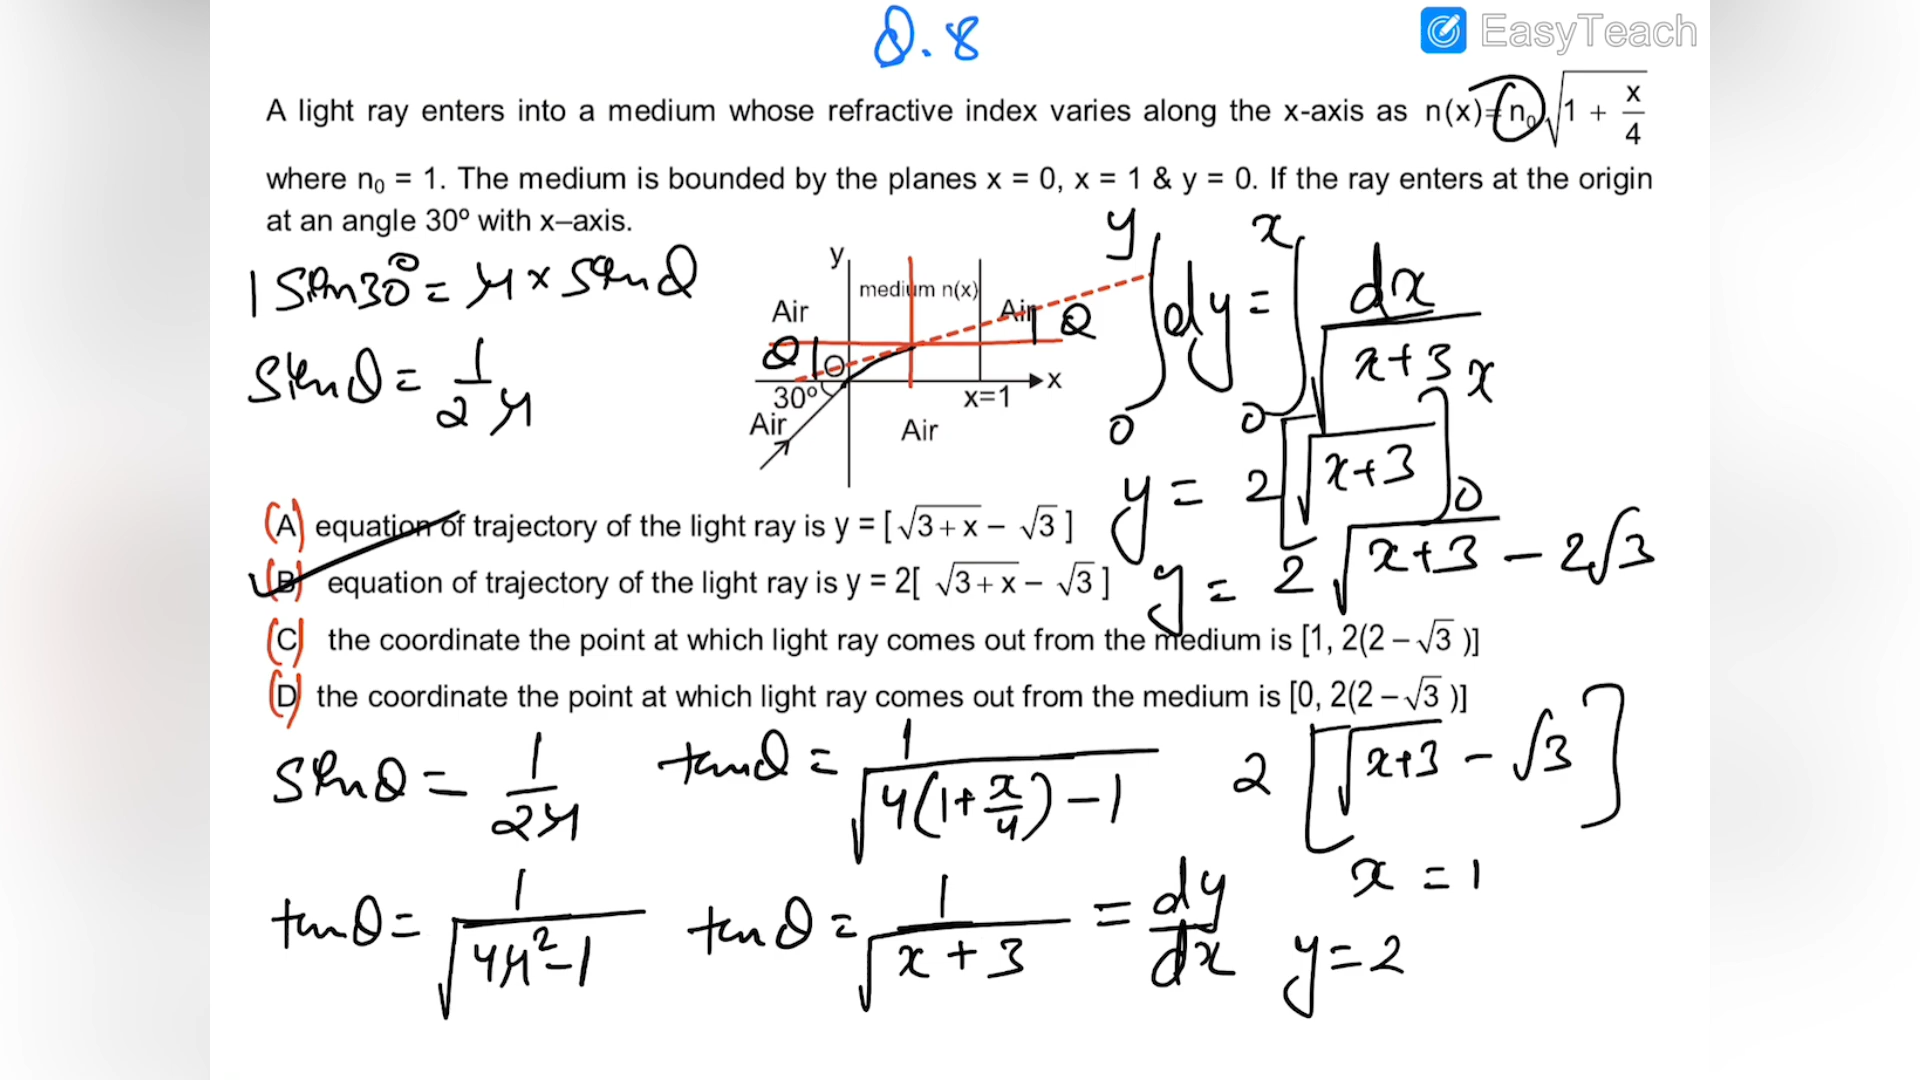 Q.8
EasyTeach
A light ray enters into a medium whose refractive index varies along the x-axis as n(x)= n₀ √(1 + x/4)
where n₀ = 1. The medium is bounded by the planes x = 0, x = 1 & y = 0. If the ray enters at the origin
at an angle 30º with x–axis.
1 sin30° = μ × sinθ
sinθ = 1/2μ
y
medium n(x)
Air
Air
θ
θ
θ
x
30º
x=1
Air
Air
∫₀^y dy = ∫₀^x dx/√(x+3)
y = 2[√(x+3)]₀^x
y = 2√(x+3) – 2√3
(A) equation of trajectory of the light ray is y = [√(3+x) – √3]
(B) equation of trajectory of the light ray is y = 2[√(3+x) – √3]
(C) the coordinate the point at which light ray comes out from the medium is [1, 2(2 – √3)]
(D) the coordinate the point at which light ray comes out from the medium is [0, 2(2 – √3)]
sinθ = 1/2μ
tanθ = 1/√(4(1+x/4)–1)
2[√(x+3) – √3]
tanθ = 1/√(4μ²–1)
tanθ = 1/√(x+3) = dy/dx
x = 1
y = 2